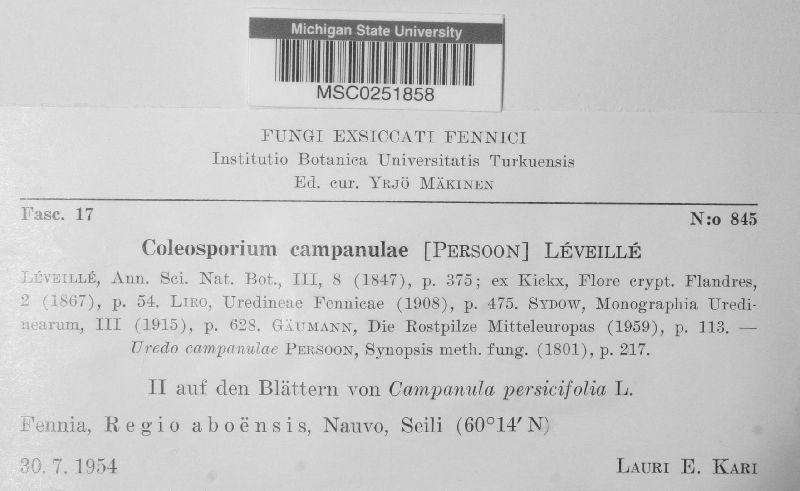 Michigan State University
MSC0251858
FUNGI EXSICCATI FENNICI
Institutio Botanica Universitatis Turkuensis
Ed. cur. YRJÖ MÄKINEN
Fasc. 17 N:o 845
Coleosporium campanulae [PERSOON] LÉVEILLÉ
LÉVEILLÉ, Ann. Sci. Nat. Bot., III, 8 (1847), p. 375; ex Kickx, Flore crypt. Flandres,
2 (1867), p. 54. LIRO, Uredineae Fennicae (1908), p. 475. SYDOW, Monographia Uredi-
nearum, III (1915), p. 628. GÄUMANN, Die Rostpilze Mitteleuropas (1959), p. 113. —
Uredo campanulae PERSOON, Synopsis meth. fung. (1801), p. 217.
II auf den Blättern von Campanula persicifolia L.
Fennia, Regio aboënsis, Nauvo, Seili (60°14' N)
30. 7. 1954 LAURI E. KARI